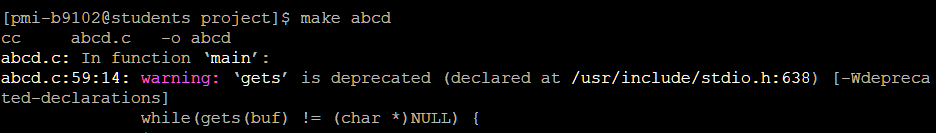 [pmi-b9102@students project]$ make abcd
cc     abcd.c   -o abcd
abcd.c: In function ‘main’:
abcd.c:59:14: warning: ‘gets’ is deprecated (declared at /usr/include/stdio.h:638) [-Wdepreca
ted-declarations]
              while(gets(buf) != (char *)NULL) {